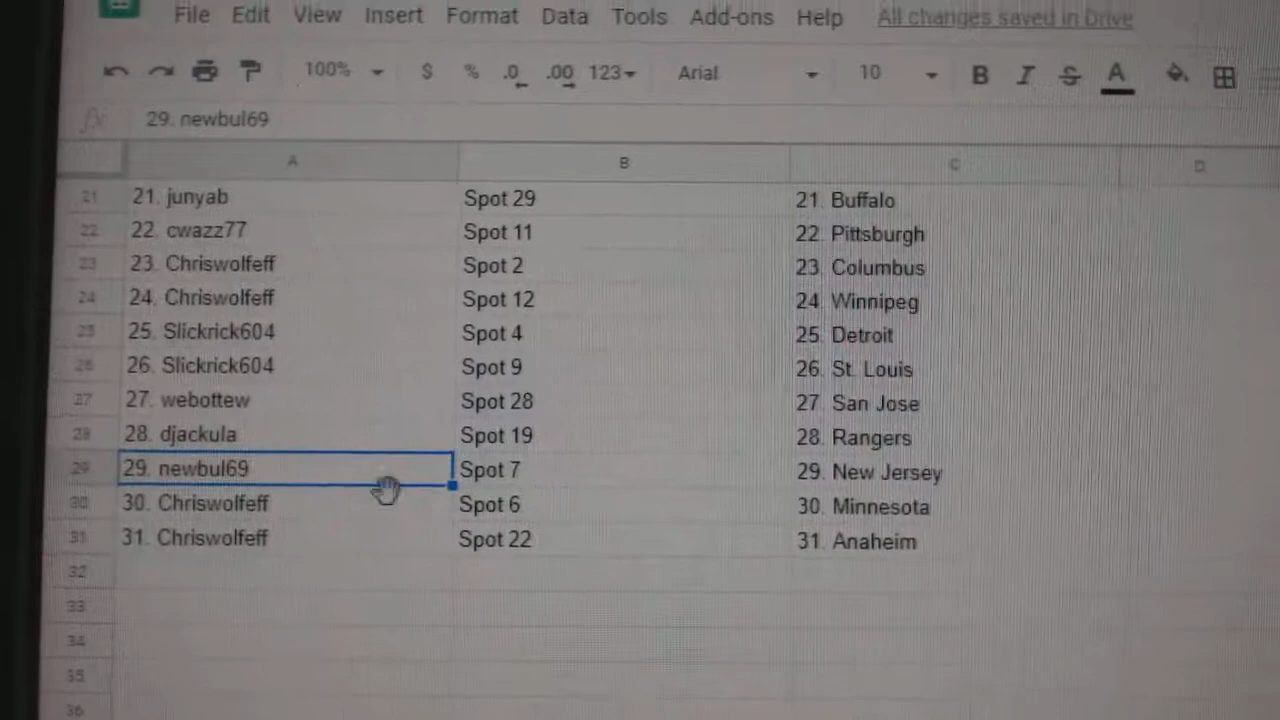 File Edit View Insert Format Data Tools Add-ons Help All changes saved in Drive
100% $ % .0 .00 123 Arial 10 B I S A
fx 29. newbul69
A B C D
21 21. junyab Spot 29 21. Buffalo
22 22. cwazz77 Spot 11 22. Pittsburgh
23 23. Chriswolfeff Spot 2 23. Columbus
24 24. Chriswolfeff Spot 12 24. Winnipeg
25 25. Slickrick604 Spot 4 25. Detroit
26 26. Slickrick604 Spot 9 26. St. Louis
27 27. webottew Spot 28 27. San Jose
28 28. djackula Spot 19 28. Rangers
29 29. newbul69 Spot 7 29. New Jersey
30 30. Chriswolfeff Spot 6 30. Minnesota
31 31. Chriswolfeff Spot 22 31. Anaheim
32
33
34
35
36